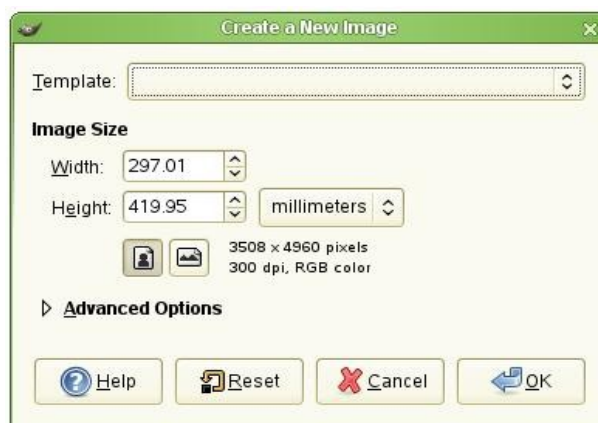 Create a New Image
Template:
Image Size
Width: 297.01
Height: 419.95 millimeters
3508 x 4960 pixels
300 dpi, RGB color
Advanced Options
Help Reset Cancel OK